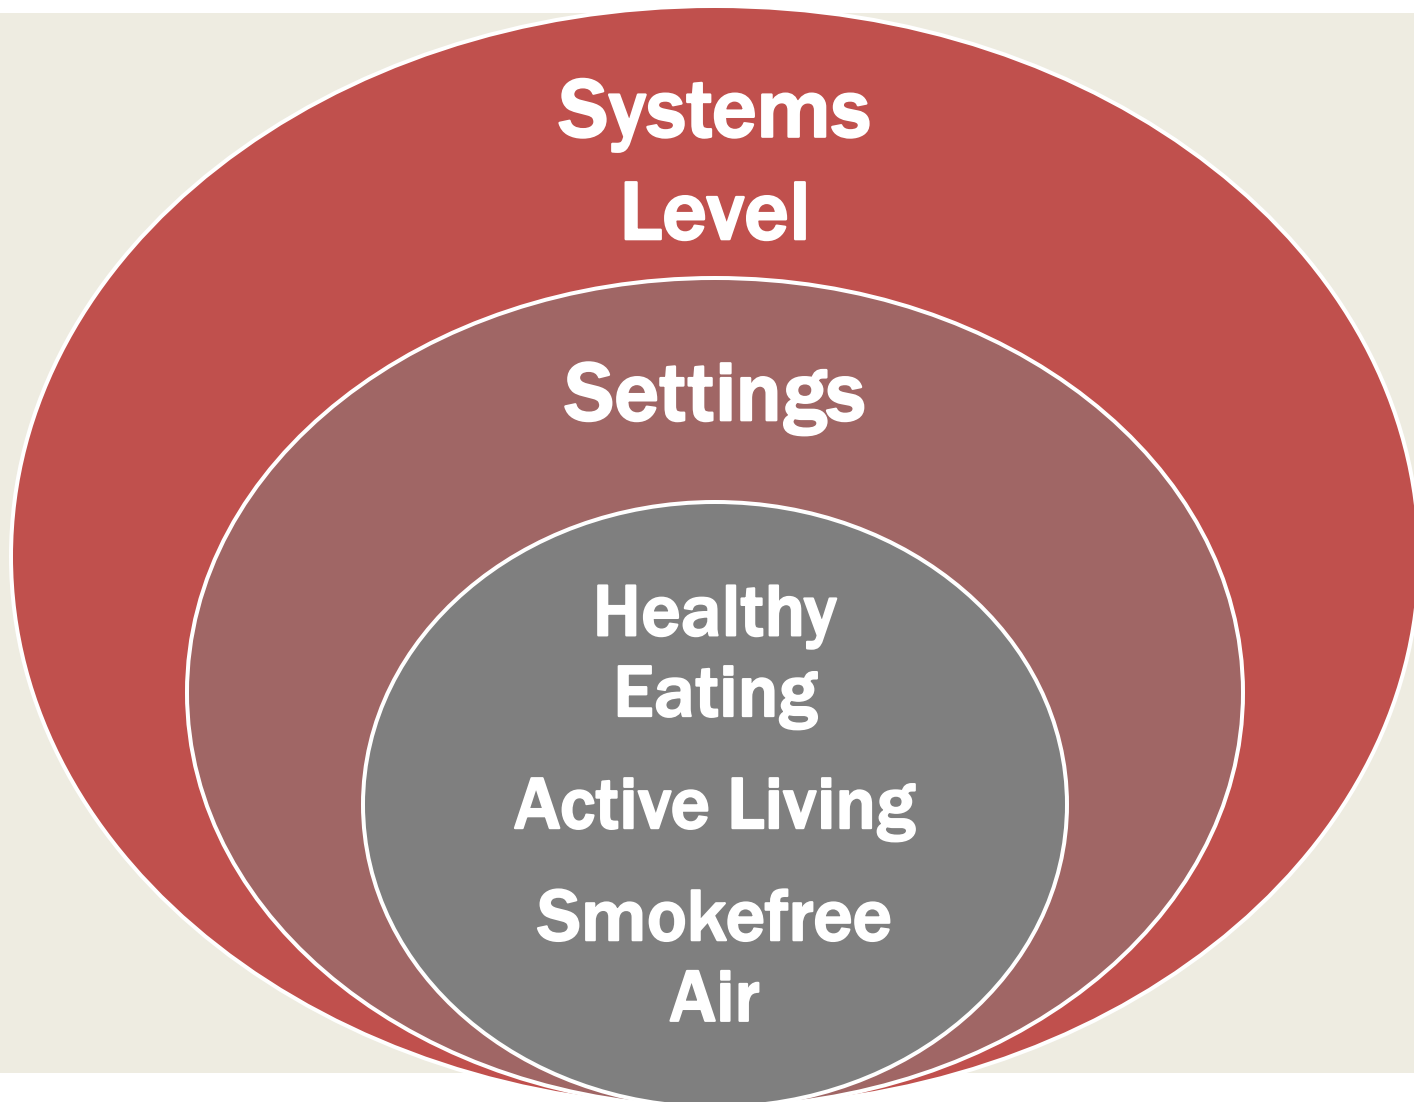 Systems
Level
Settings
Healthy
Eating
Active Living
Smokefree
Air